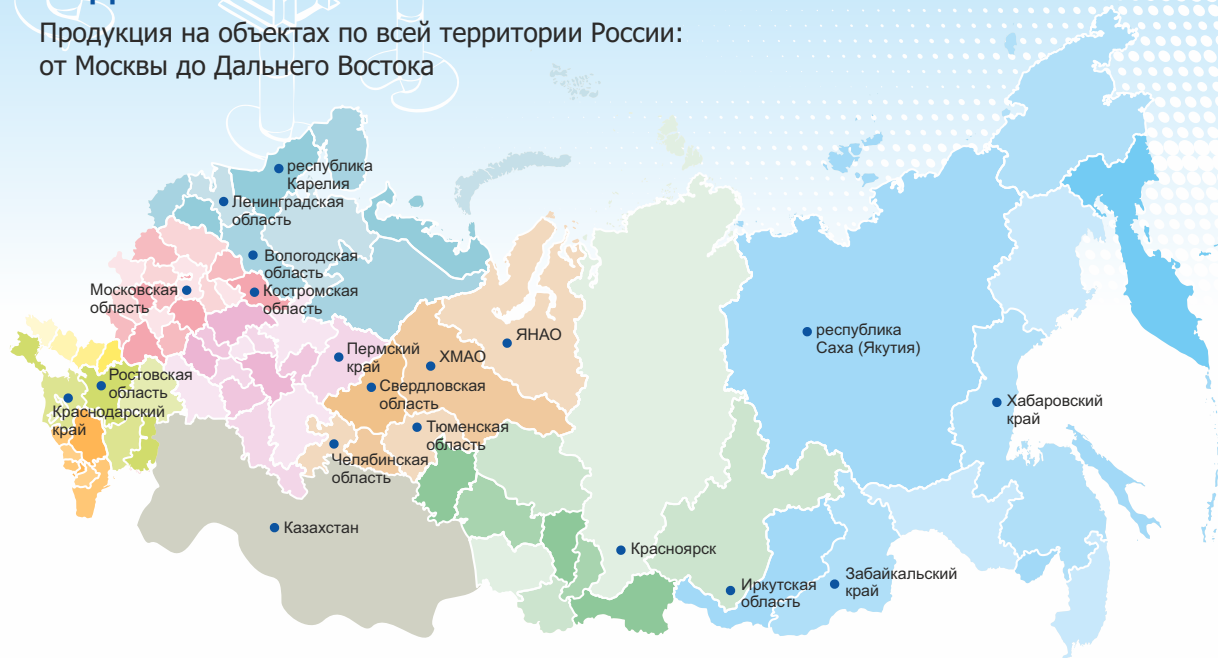 Продукция на объектах по всей территории России:
от Москвы до Дальнего Востока
республика
Карелия
Ленинградская
область
Вологодская
область
Московская
область
Костромская
область
ЯНАО
Пермский
край
ХМАО
республика
Саха (Якутия)
Ростовская
область
Свердловская
область
Краснодарский
край
Хабаровский
край
Тюменская
область
Челябинская
область
Казахстан
Красноярск
Иркутская
область
Забайкальский
край